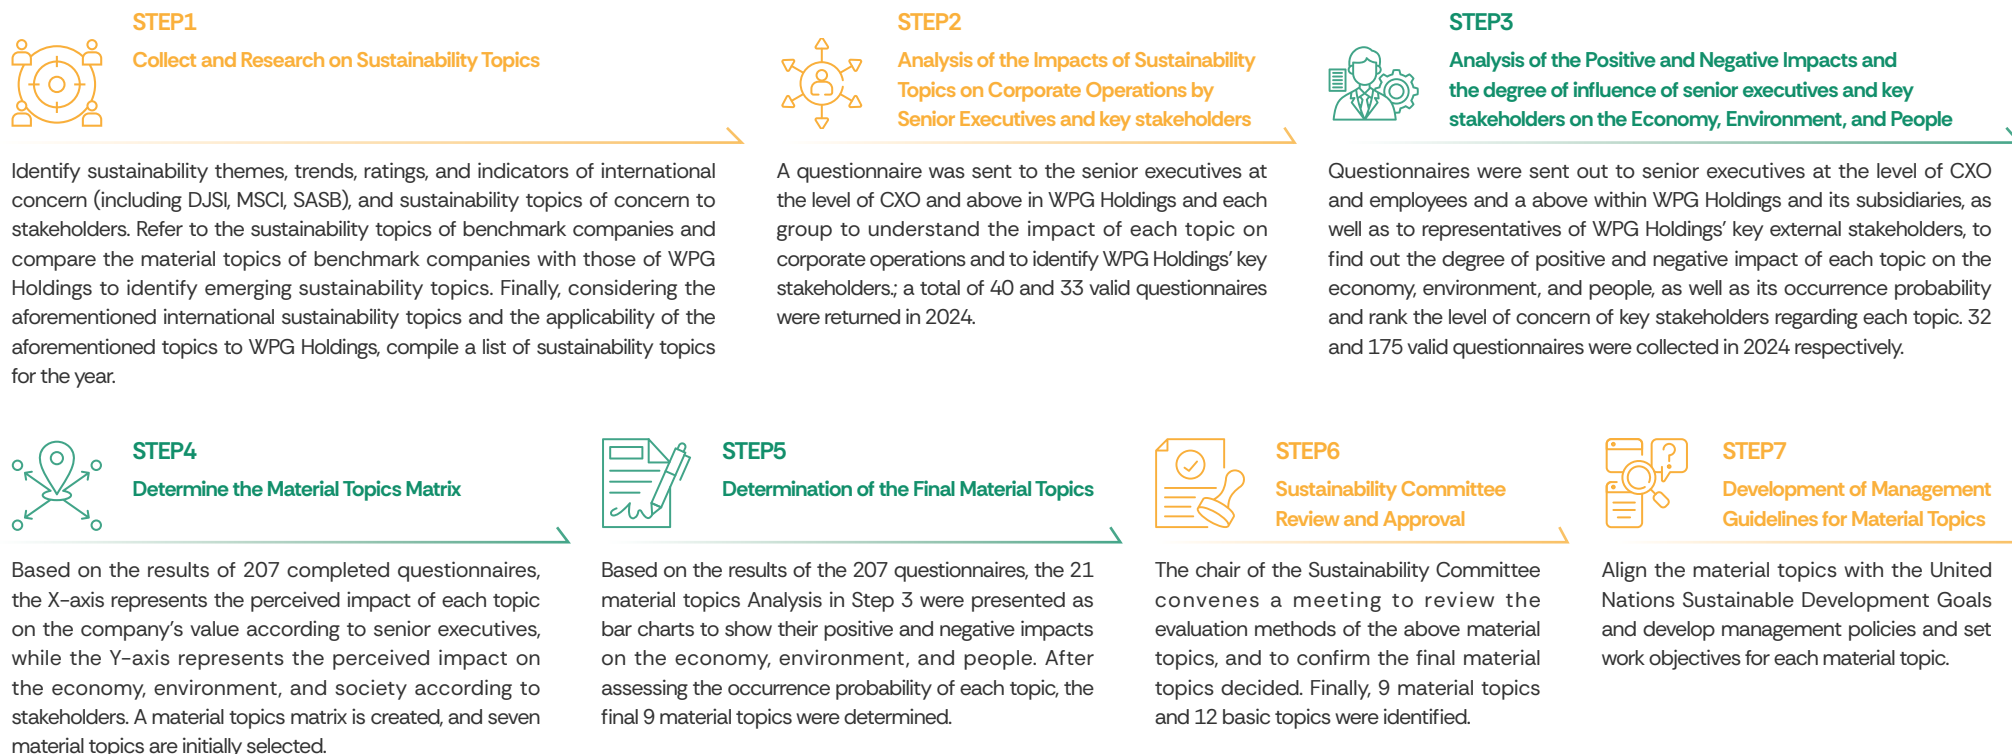 STEP1
Collect and Research on Sustainability Topics
Identify sustainability themes, trends, ratings, and indicators of international
concern (including DJSI, MSCI, SASB), and sustainability topics of concern to
stakeholders. Refer to the sustainability topics of benchmark companies and
compare the material topics of benchmark companies with those of WPG
Holdings to identify emerging sustainability topics. Finally, considering the
aforementioned international sustainability topics and the applicability of the
aforementioned topics to WPG Holdings, compile a list of sustainability topics
for the year.
STEP2
Analysis of the Impacts of Sustainability
Topics on Corporate Operations by
Senior Executives and key stakeholders
A questionnaire was sent to the senior executives at
the level of CXO and above in WPG Holdings and each
group to understand the impact of each topic on
corporate operations and to identify WPG Holdings' key
stakeholders.; a total of 40 and 33 valid questionnaires
were returned in 2024.
STEP3
Analysis of the Positive and Negative Impacts and
the degree of influence of senior executives and key
stakeholders on the Economy, Environment, and People
Questionnaires were sent out to senior executives at the level of CXO
and employees and a above within WPG Holdings and its subsidiaries, as
well as to representatives of WPG Holdings' key external stakeholders, to
find out the degree of positive and negative impact of each topic on the
economy, environment, and people, as well as its occurrence probability
and rank the level of concern of key stakeholders regarding each topic. 32
and 175 valid questionnaires were collected in 2024 respectively.
STEP4
Determine the Material Topics Matrix
Based on the results of 207 completed questionnaires,
the X-axis represents the perceived impact of each topic
on the company's value according to senior executives,
while the Y-axis represents the perceived impact on
the economy, environment, and society according to
stakeholders. A material topics matrix is created, and seven
material topics are initially selected.
STEP5
Determination of the Final Material Topics
Based on the results of the 207 questionnaires, the 21
material topics Analysis in Step 3 were presented as
bar charts to show their positive and negative impacts
on the economy, environment, and people. After
assessing the occurrence probability of each topic, the
final 9 material topics were determined.
STEP6
Sustainability Committee
Review and Approval
The chair of the Sustainability Committee
convenes a meeting to review the
evaluation methods of the above material
topics, and to confirm the final material
topics decided. Finally, 9 material topics
and 12 basic topics were identified.
STEP7
Development of Management
Guidelines for Material Topics
Align the material topics with the United
Nations Sustainable Development Goals
and develop management policies and set
work objectives for each material topic.